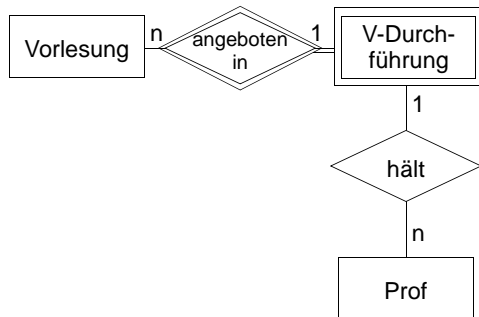 Vorlesung
n
angeboten
in
1
V-Durch-
führung
1
hält
n
Prof